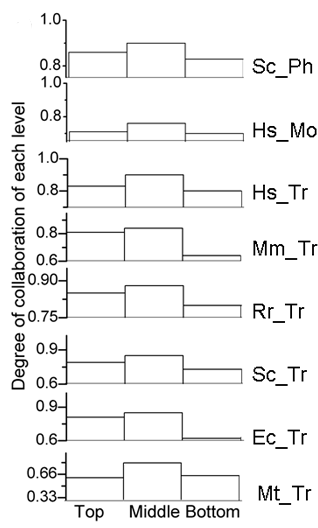 Degree of collaboration of each level
1.0
0.8
Sc_Ph
1.0
0.8
Hs_Mo
1.0
0.8
Hs_Tr
0.8
0.6
Mm_Tr
0.90
0.75
Rr_Tr
0.9
0.6
Sc_Tr
0.9
0.6
Ec_Tr
0.66
0.33
Mt_Tr
Top Middle Bottom